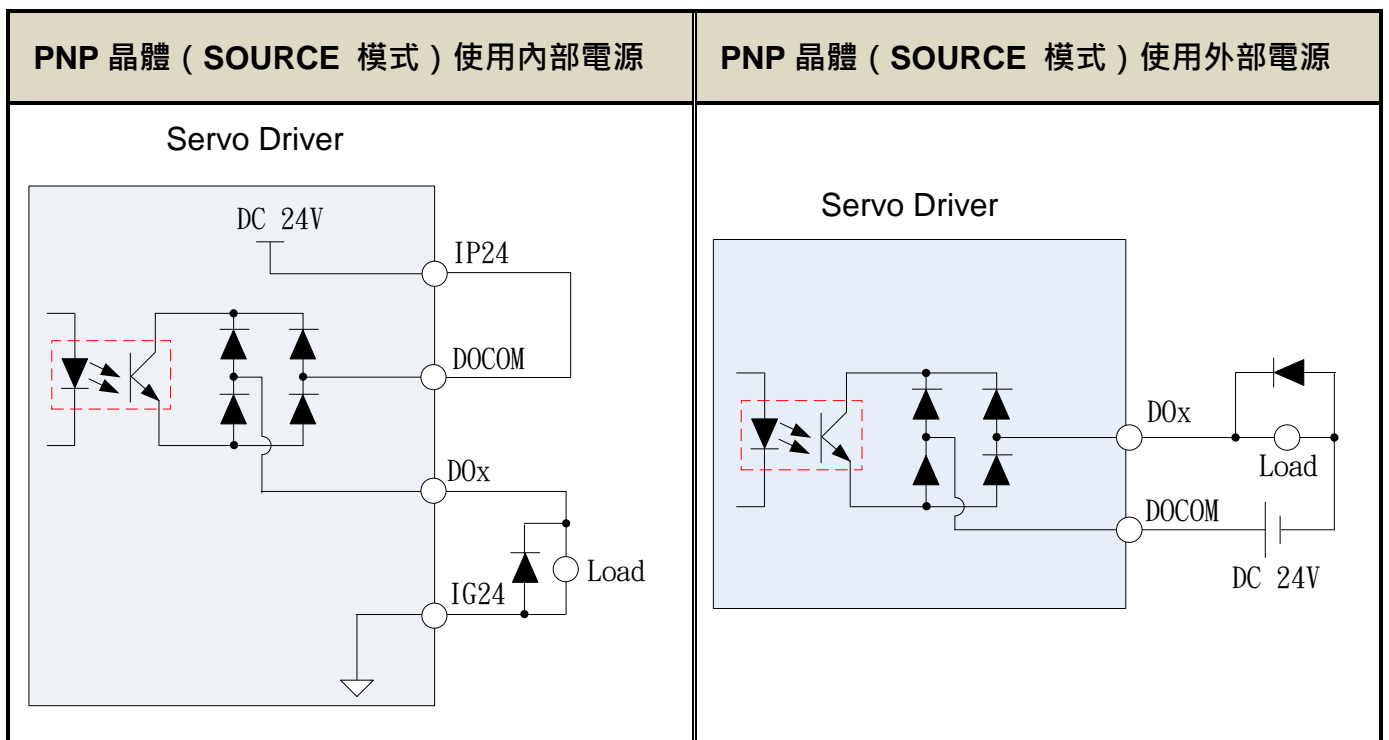 PNP 晶體（SOURCE 模式）使用內部電源
PNP 晶體（SOURCE 模式）使用外部電源
Servo Driver
DC 24V
IP24
DOCOM
DOx
Load
IG24
Servo Driver
DOx
Load
DOCOM
DC 24V